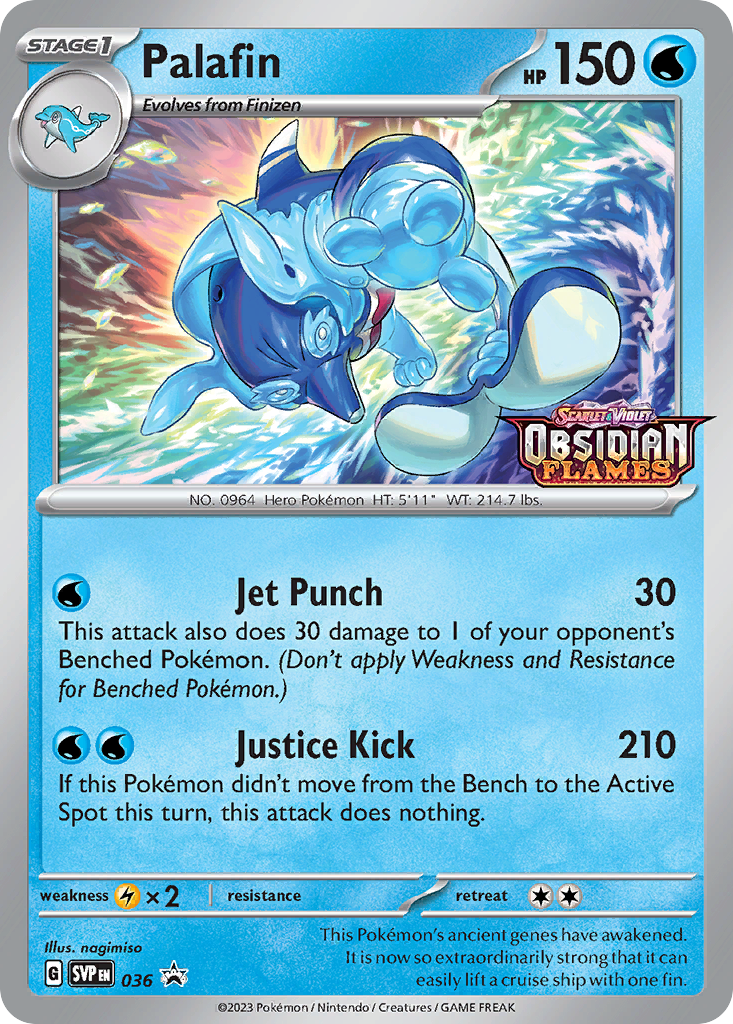 STAGE 1
Palafin
HP 150
Evolves from Finizen
SCARLET & VIOLET
OBSIDIAN
FLAMES
NO. 0964 Hero Pokémon HT: 5'11" WT: 214.7 lbs.
Jet Punch 30
This attack also does 30 damage to 1 of your opponent's
Benched Pokémon. (Don't apply Weakness and Resistance
for Benched Pokémon.)
Justice Kick 210
If this Pokémon didn't move from the Bench to the Active
Spot this turn, this attack does nothing.
weakness ×2 resistance retreat
This Pokémon's ancient genes have awakened.
It is now so extraordinarily strong that it can
easily lift a cruise ship with one fin.
Illus. nagimiso
G SVP EN 036
©2023 Pokémon / Nintendo / Creatures / GAME FREAK